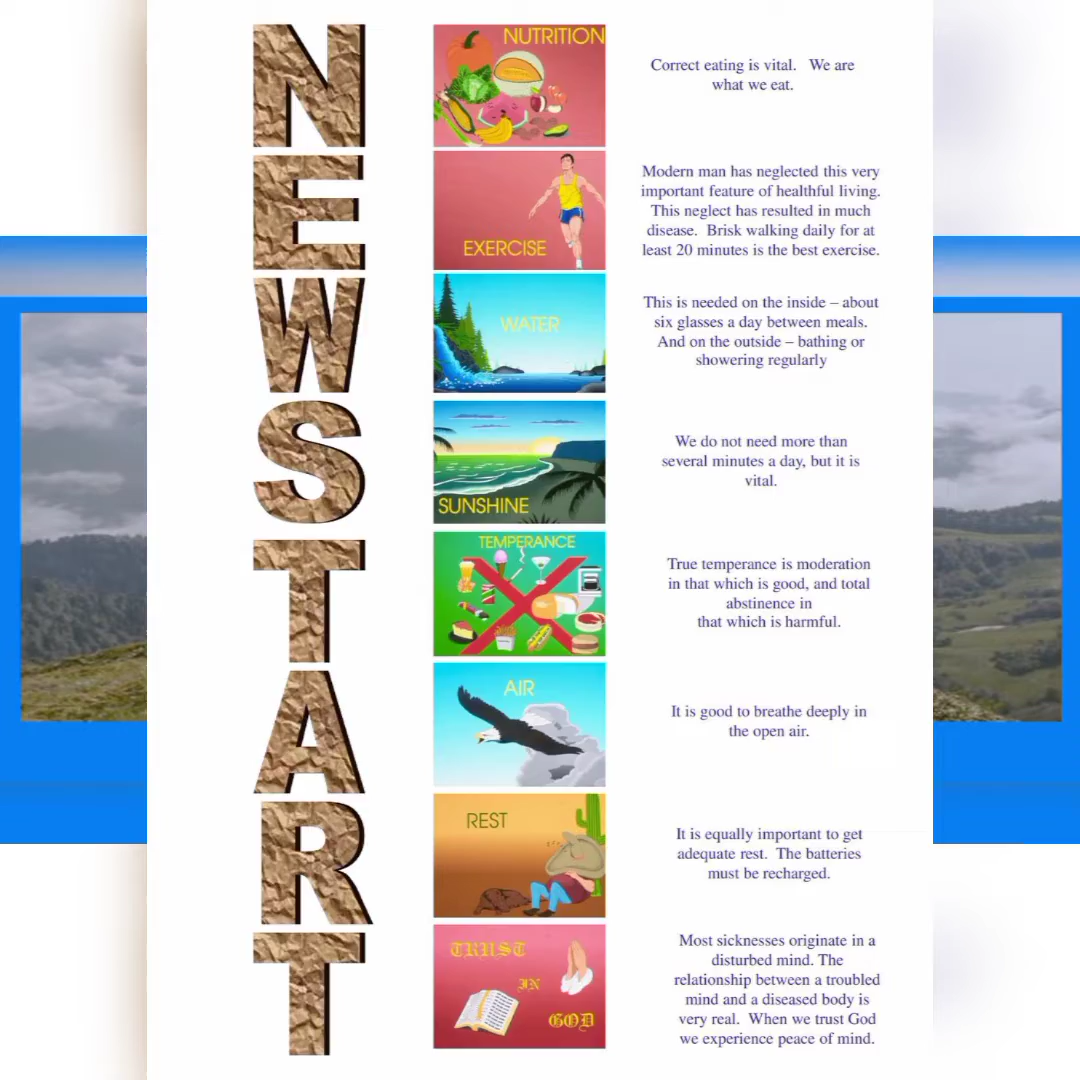 N
NUTRITION
Correct eating is vital.   We are
what we eat.
E
EXERCISE
Modern man has neglected this very
important feature of healthful living.
This neglect has resulted in much
disease.  Brisk walking daily for at
least 20 minutes is the best exercise.
W
WATER
This is needed on the inside – about
six glasses a day between meals.
And on the outside – bathing or
showering regularly
S
SUNSHINE
We do not need more than
several minutes a day, but it is
vital.
T
TEMPERANCE
True temperance is moderation
in that which is good, and total
abstinence in
that which is harmful.
A
AIR
It is good to breathe deeply in
the open air.
R
REST
It is equally important to get
adequate rest.  The batteries
must be recharged.
T
TRUST
IN
GOD
Most sicknesses originate in a
disturbed mind. The
relationship between a troubled
mind and a diseased body is
very real.  When we trust God
we experience peace of mind.